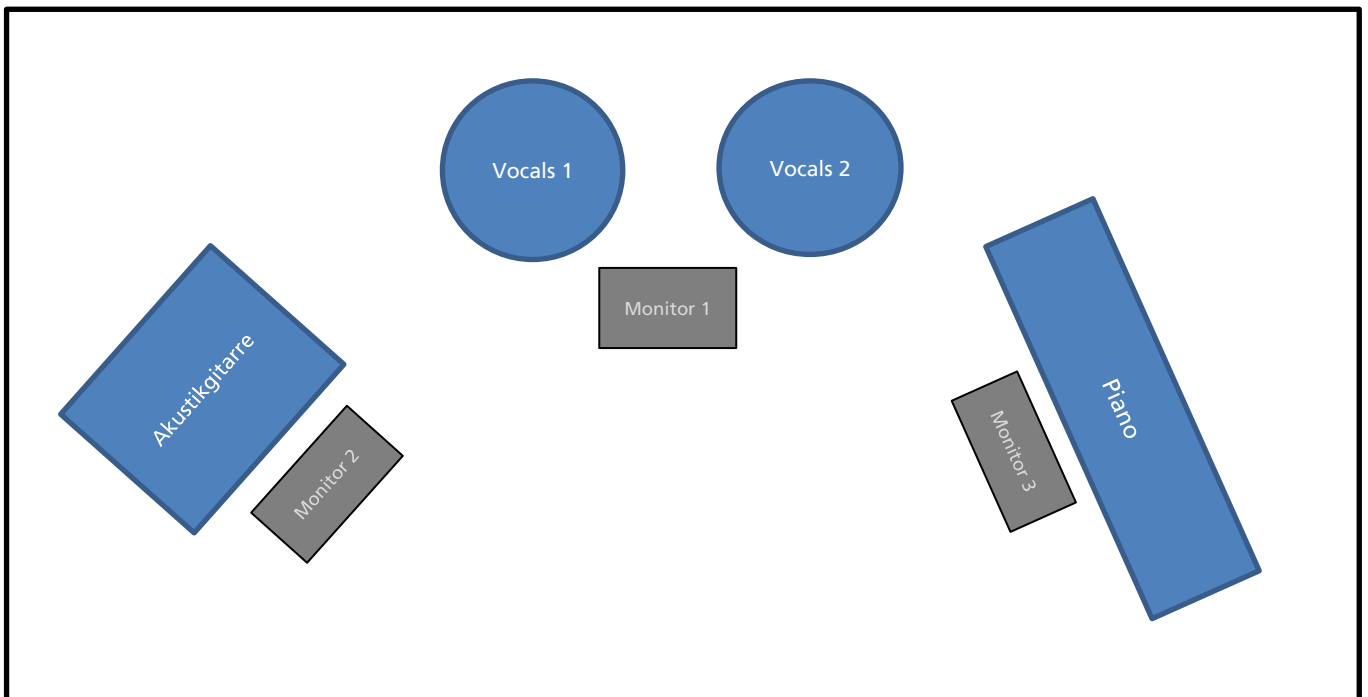 Vocals 1
Vocals 2
Monitor 1
Akustikgitarre
Monitor 2
Piano
Monitor 3